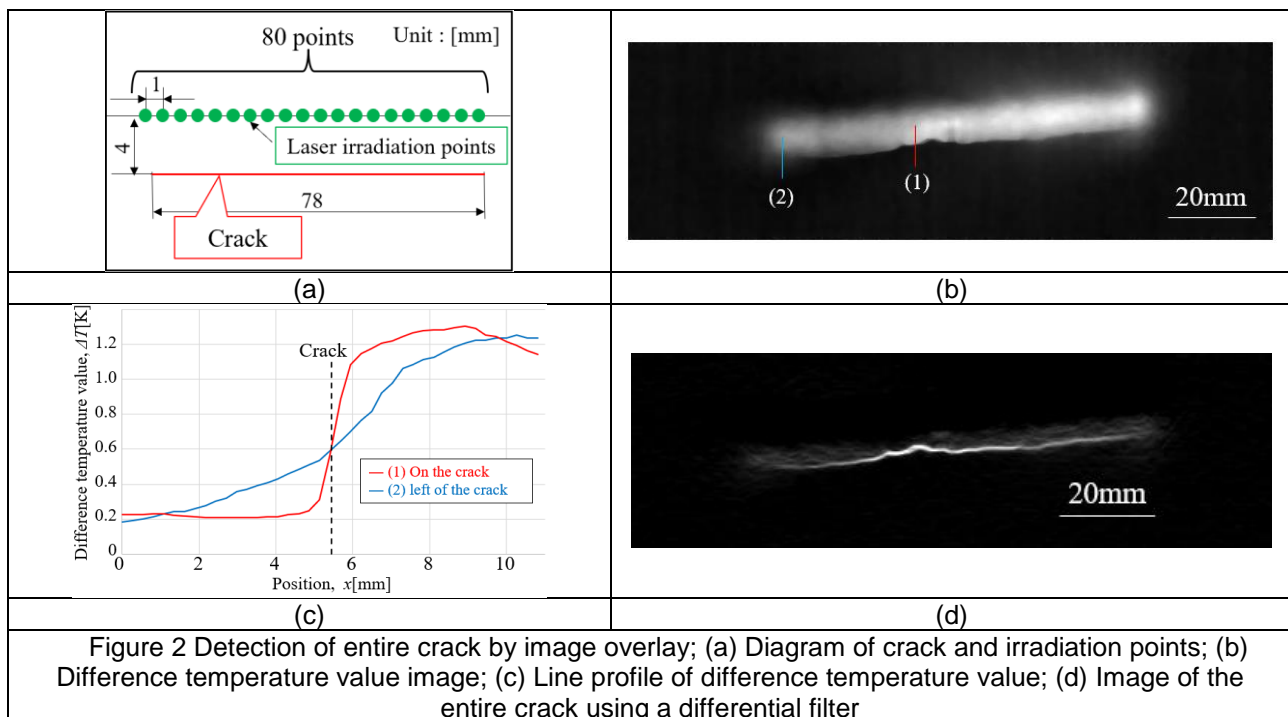 80 points
Unit : [mm]
1
4
Laser irradiation points
78
Crack
(a)
(2)
(1)
20mm
(b)
Difference temperature value, ΔT[K]
1.2
1.0
0.8
0.6
0.4
0.2
0
Crack
(1) On the crack
(2) left of the crack
0
2
4
6
8
10
Position, x[mm]
(c)
20mm
(d)
Figure 2 Detection of entire crack by image overlay; (a) Diagram of crack and irradiation points; (b)
Difference temperature value image; (c) Line profile of difference temperature value; (d) Image of the
entire crack using a differential filter